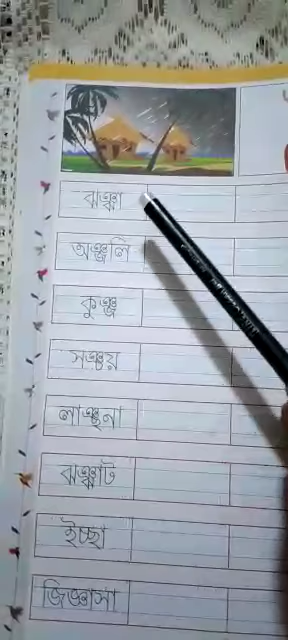 ঝঞ্ঝা
অঞ্জলি
কুঞ্জ
সঞ্চয়
লাঞ্ছনা
ঝঞ্ঝাট
ইচ্ছা
জিজ্ঞাসা